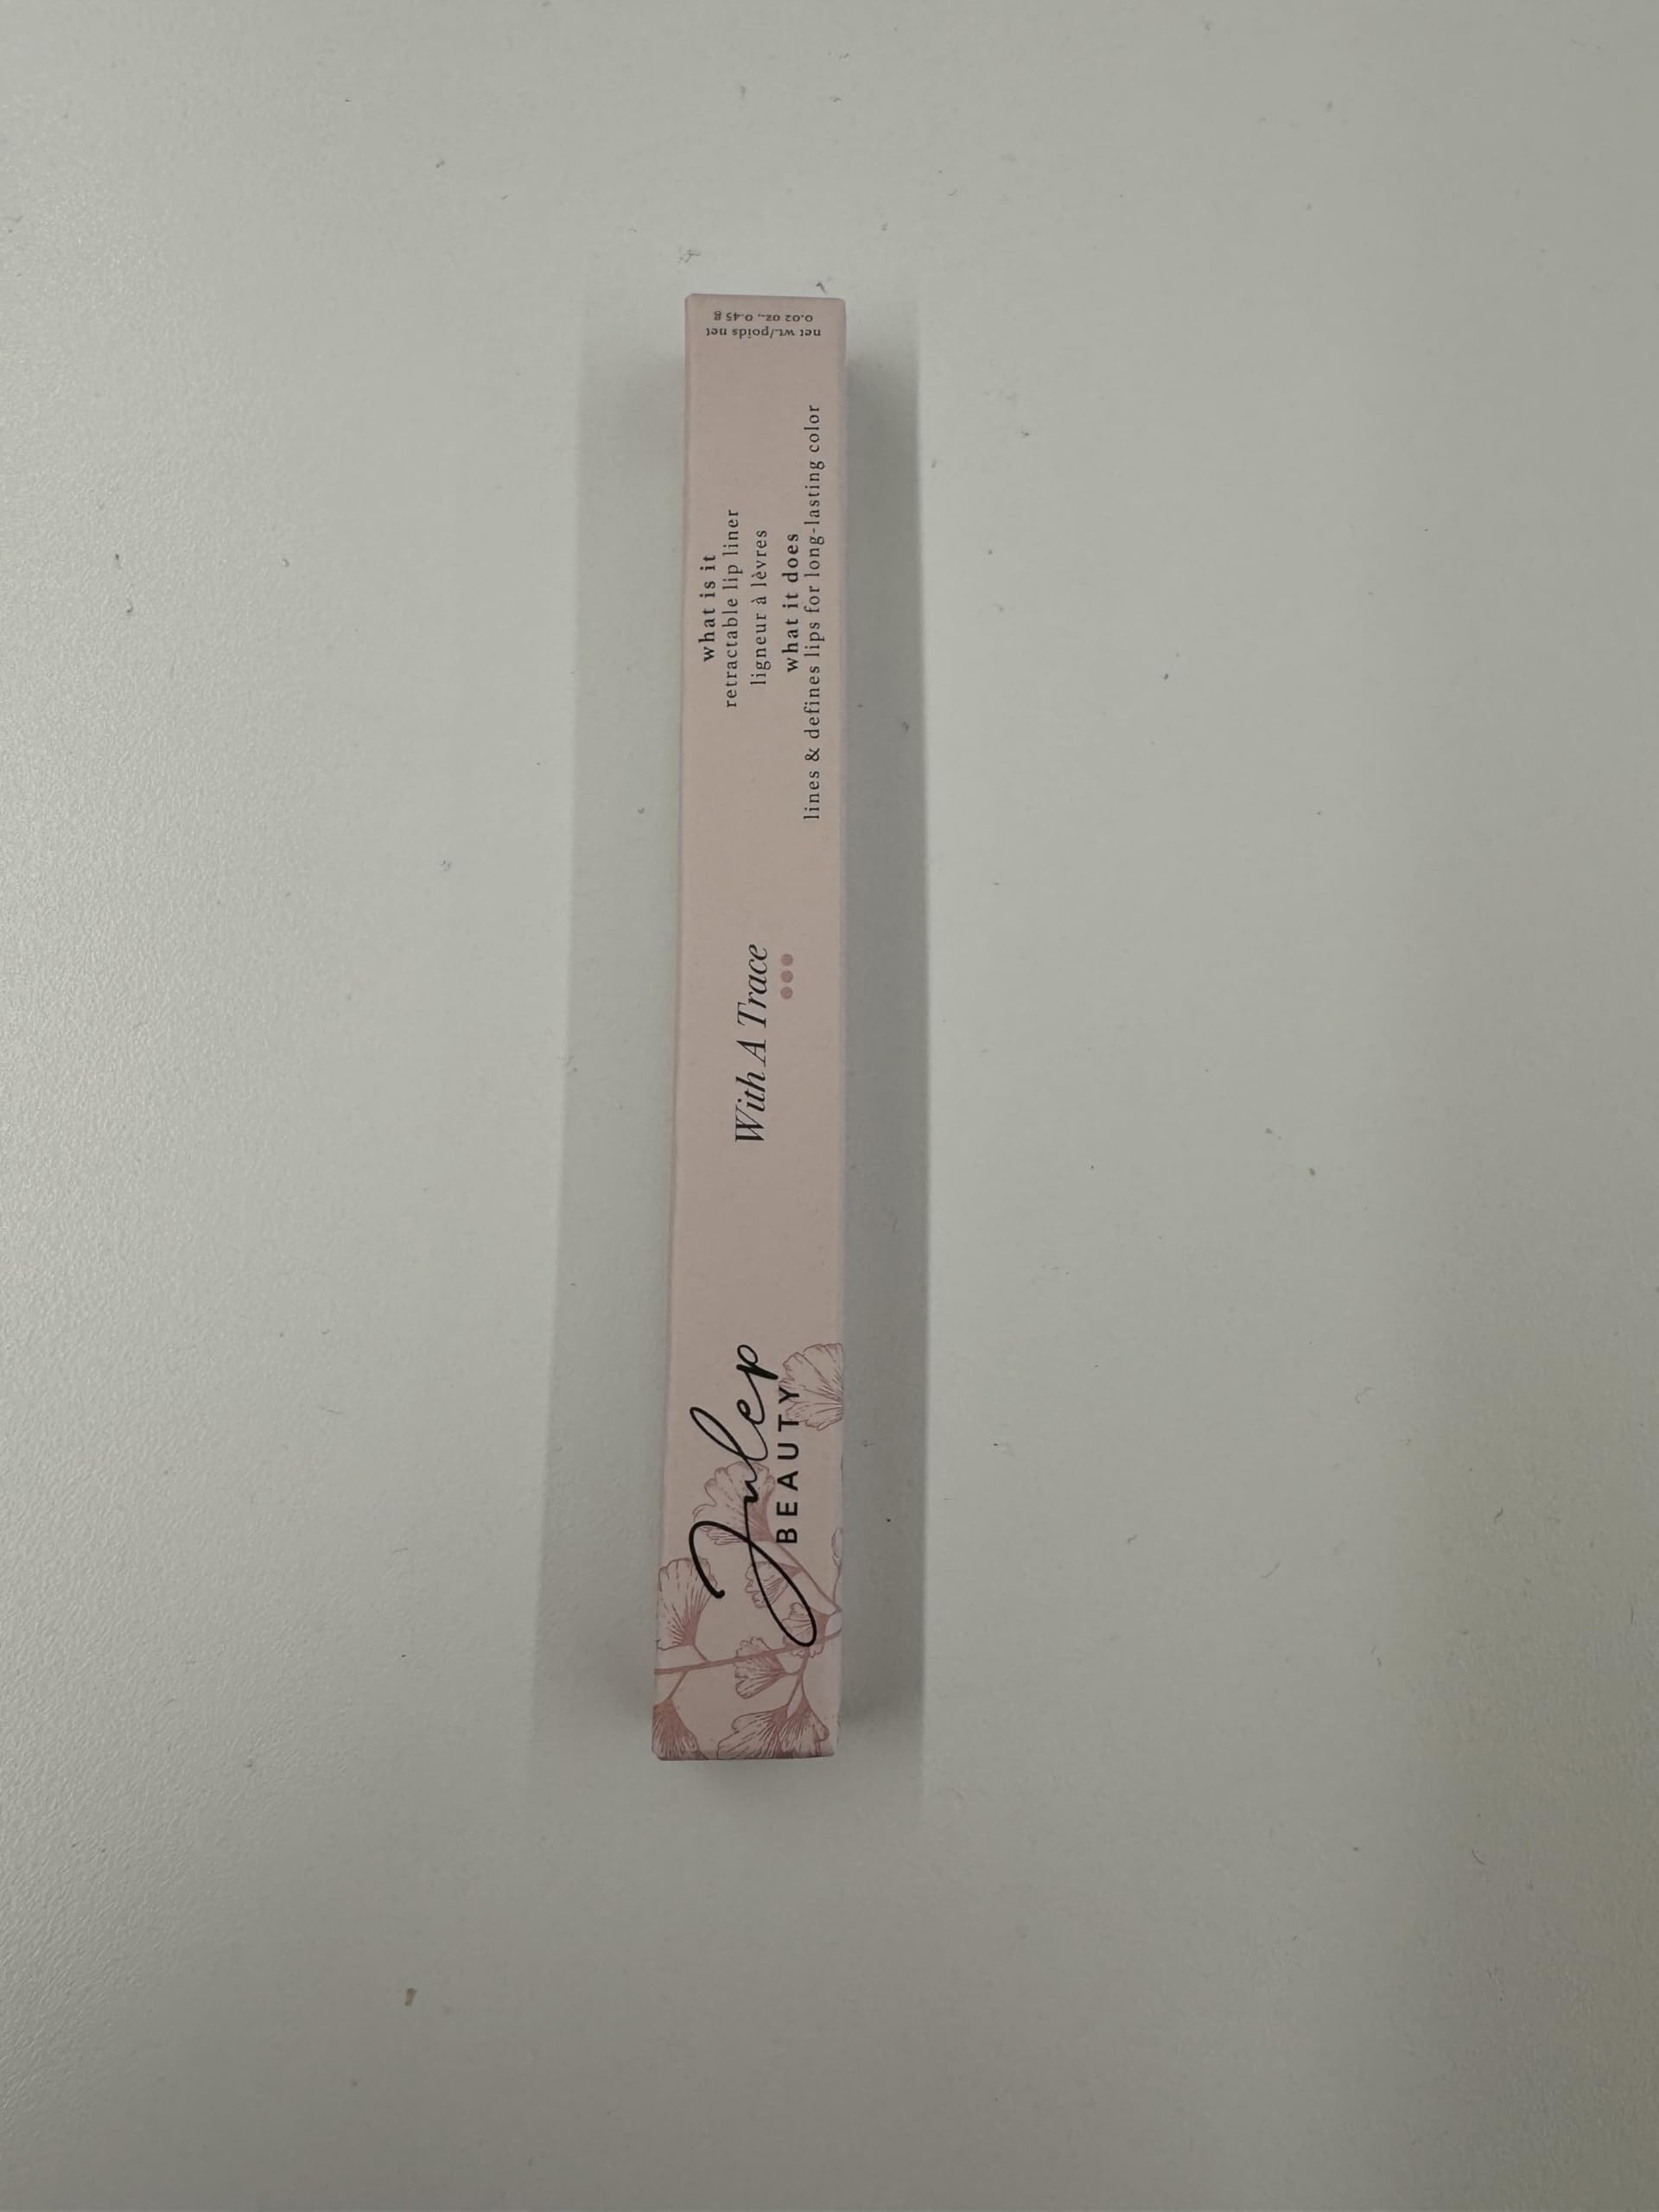 Julep
BEAUTY
With A Trace
what is it
retractable lip liner
ligneur à lèvres
what it does
lines & defines lips for long-lasting color
net wt./poids net
0.02 oz., 0.45 g